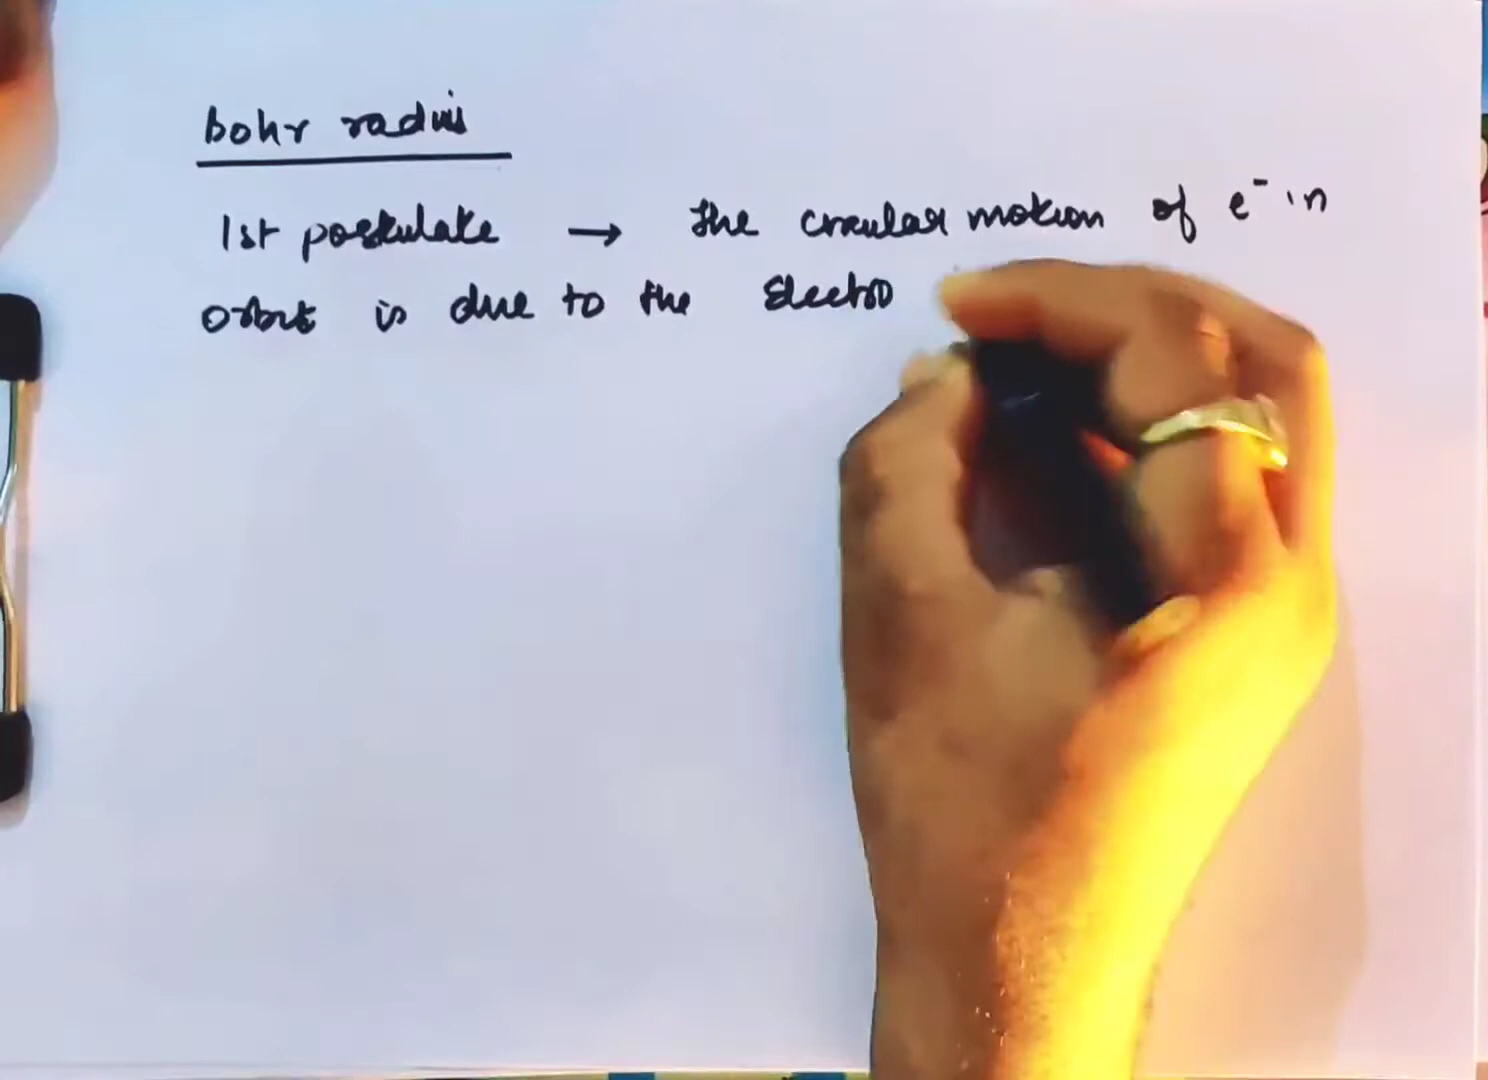 bohr radius
1st postulate → the circular motion of e⁻ in
orbit is due to the Electro